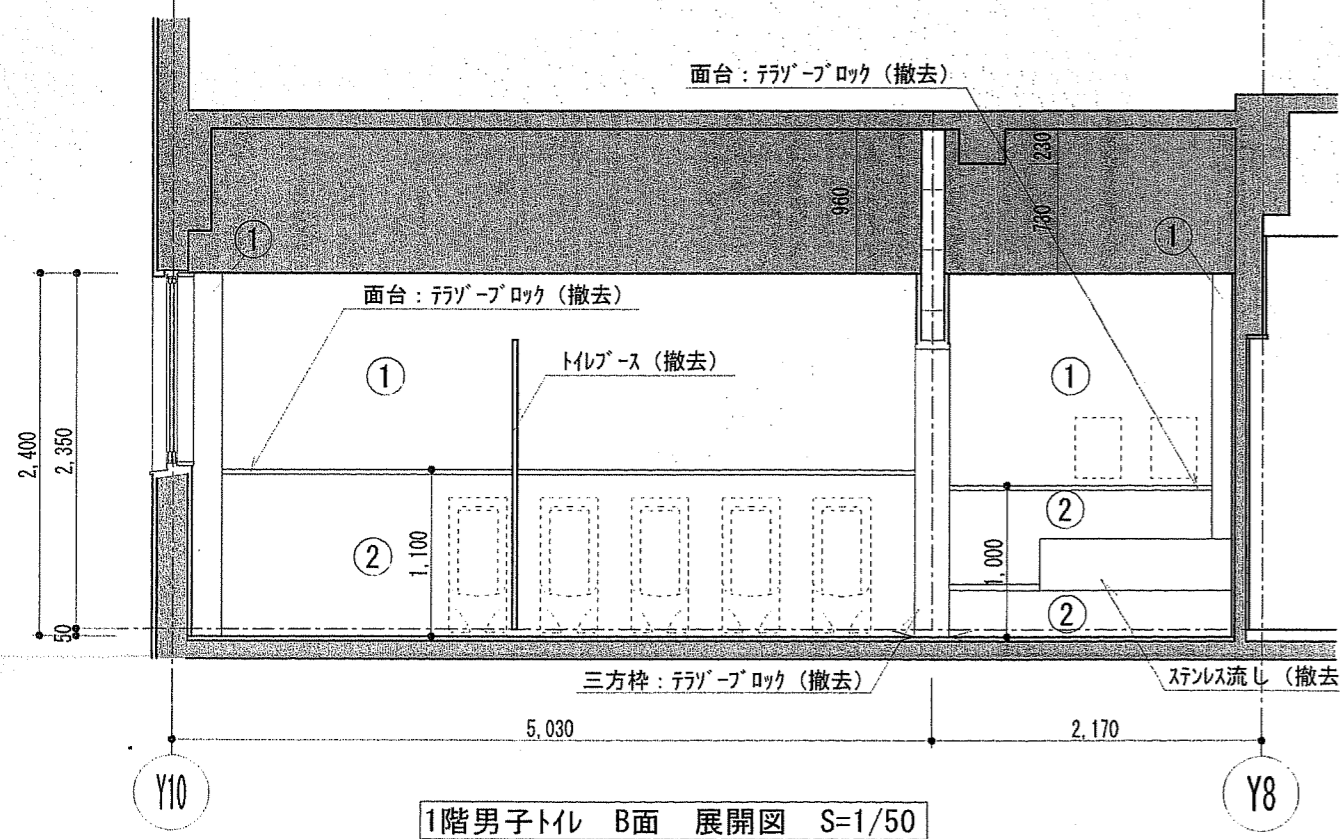 面台：テラゾーブロック（撤去）
230
960
730
①
①
面台：テラゾーブロック（撤去）
トイレブース（撤去）
①
①
2,400
2,350
②
②
1,100
1,000
②
50
三方枠：テラゾーブロック（撤去）
ステンレス流し（撤去
5,030
2,170
Y10
Y8
1階男子トイレ　B面　展開図　S=1/50